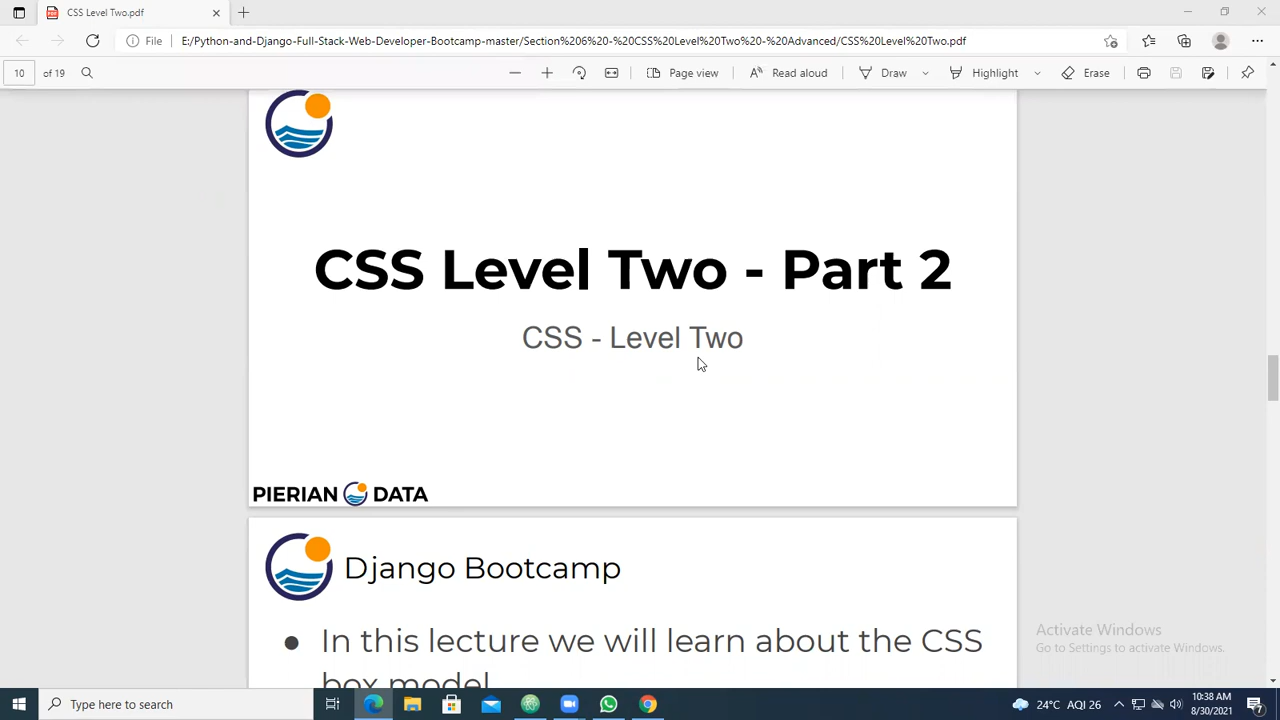 CSS Level Two.pdf
File
E:/Python-and-Django-Full-Stack-Web-Developer-Bootcamp-master/Section%206%20-%20CSS%20Level%20Two%20-%20Advanced/CSS%20Level%20Two.pdf
10 of 19
Page view
Read aloud
Draw
Highlight
Erase
CSS Level Two - Part 2
CSS - Level Two
PIERIAN DATA
Django Bootcamp
● In this lecture we will learn about the CSS
box model
Activate Windows
Go to Settings to activate Windows.
Type here to search
24°C AQI 26
10:38 AM
8/30/2021